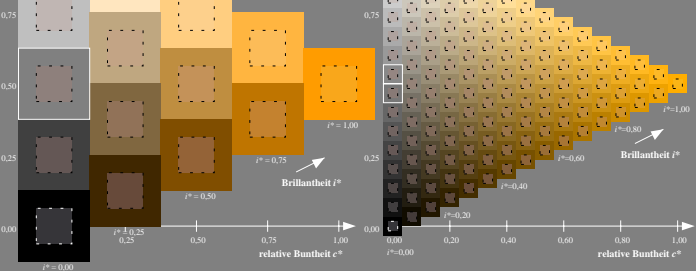 0,75
0,50
0,25
0,00
i* = 1,00
i* = 0,75
i* = 0,50
i* = 0,25
i* = 0,00
Brillantheit i*
0,25
0,50
0,75
1,00
relative Buntheit c*
0,75
0,50
0,25
0,00
i*=1,00
i*=0,80
i*=0,60
i*=0,40
i*=0,20
i*=0,00
Brillantheit i*
0,00
0,20
0,40
0,60
0,80
1,00
relative Buntheit c*